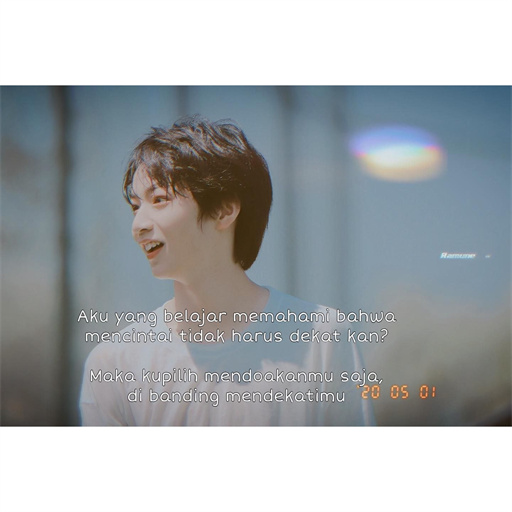 Ramune
Aku yang belajar memahami bahwa
mencintai tidak harus dekat kan?
Maka kupilih mendoakanmu saja,
di banding mendekatimu
'20 05 01